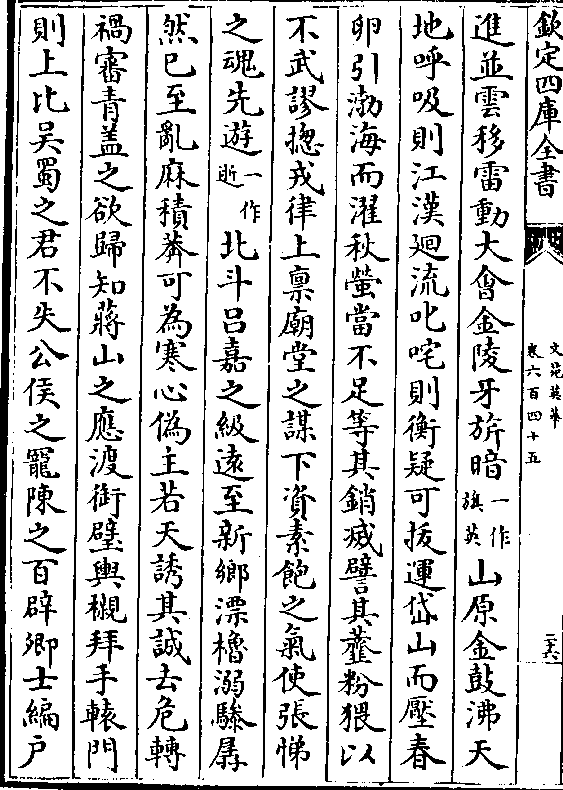 欽定四庫全書
文苑英華
卷六百四十五
二六
進並雲移雷動大會金陵牙旂暗一作旗英山原金鼓沸天
地呼吸則江漢廻流叱咤則衡疑可拔運岱山而壓春
卵引渤海而濯秋螢當不足等其銷烕譬其虀粉猥以
不武謬揔戎律上禀廟堂之謀下資素飽之氣使張悌
之魂先遊一作逝北斗吕嘉之級遠至新鄉漂櫓溺驂孱
然已至亂麻積莽可為寒心偽主若天誘其誠去危轉
禍審青盖之欲歸知蔣山之應渡銜璧輿櫬拜手轅門
則上比吴蜀之君不失公侯之寵陳之百辟卿士編户